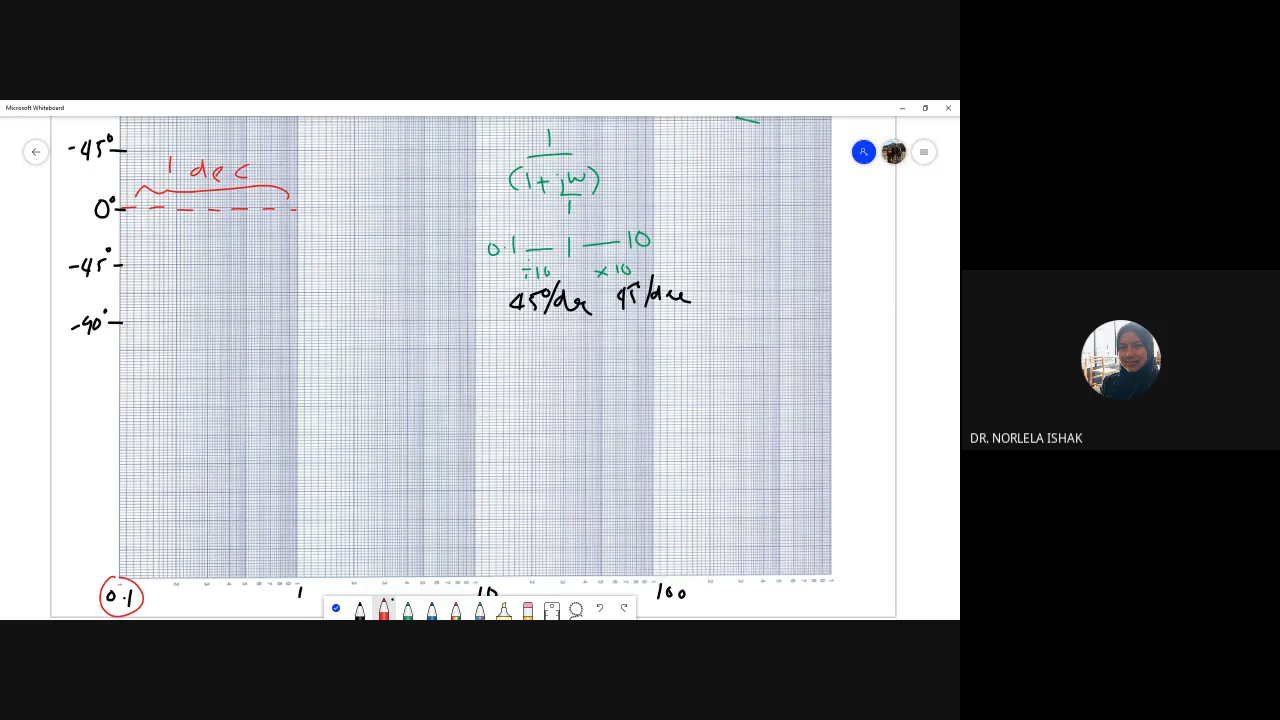 Microsoft Whiteboard
-45°
1 dec
0°
-45°
-90°
1
(1 + jω)
1
0.1 — 1 — 10
÷10 ×10
45°/dec 45°/dec
DR. NORLELA ISHAK
0.1 1 10 100